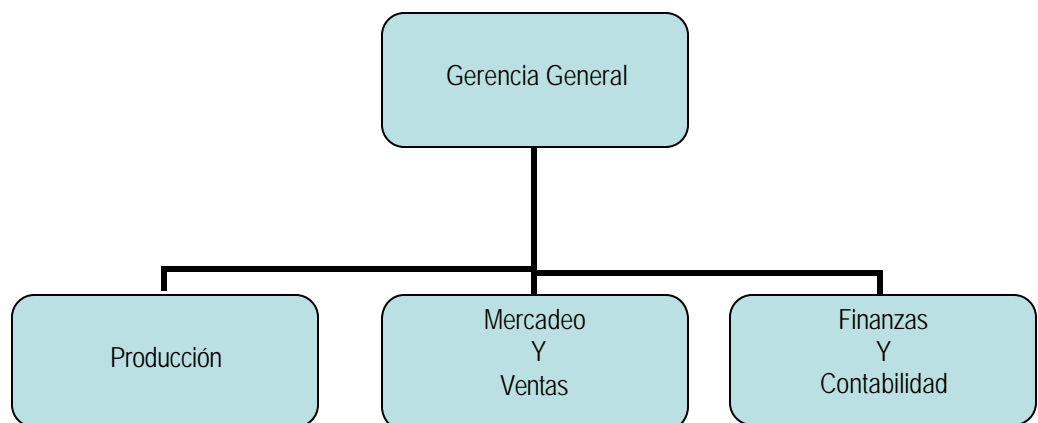 Gerencia General
Producción
Mercadeo
Y
Ventas
Finanzas
Y
Contabilidad